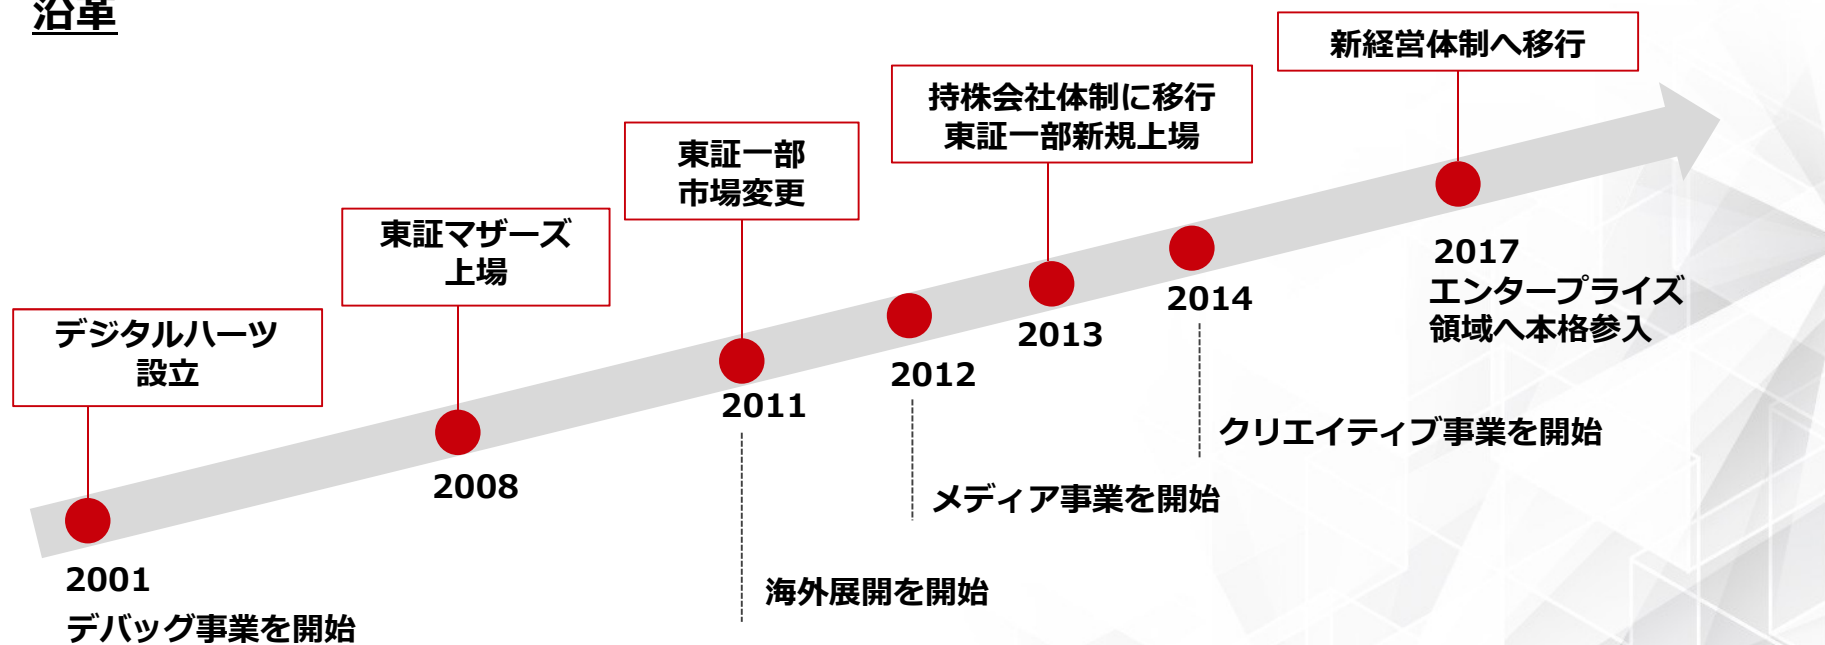 沿革
デジタルハーツ
設立
2001
デバッグ事業を開始
東証マザーズ
上場
2008
東証一部
市場変更
2011
海外展開を開始
2012
メディア事業を開始
持株会社体制に移行
東証一部新規上場
2013
2014
クリエイティブ事業を開始
新経営体制へ移行
2017
エンタープライズ
領域へ本格参入